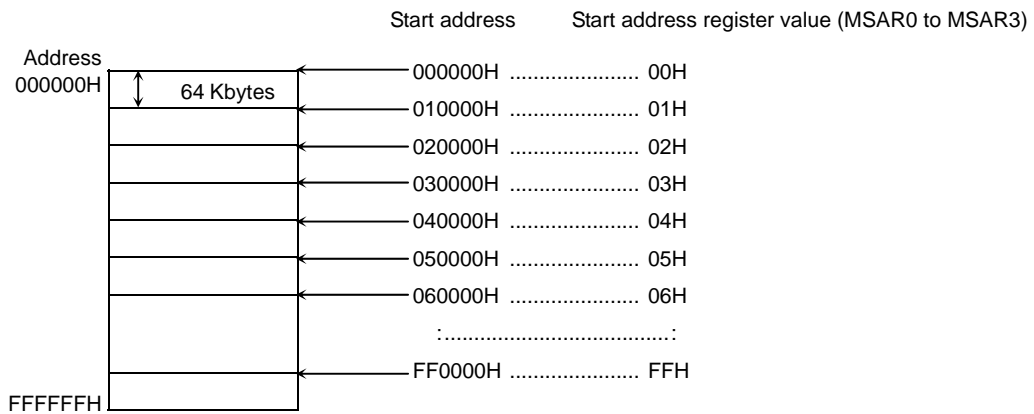 Start address Start address register value (MSAR0 to MSAR3)
Address
000000H
64 Kbytes
000000H ....................... 00H
010000H ....................... 01H
020000H ....................... 02H
030000H ....................... 03H
040000H ....................... 04H
050000H ....................... 05H
060000H ....................... 06H
:.......................................:
FF0000H ....................... FFH
FFFFFFH